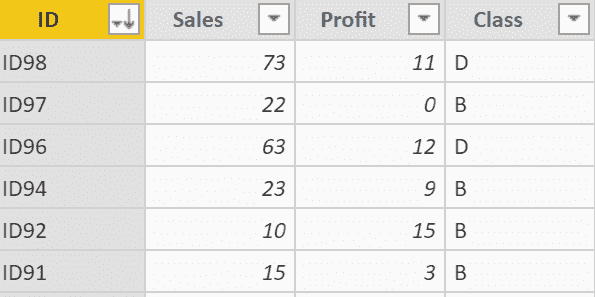 ID Sales Profit Class
ID98 73 11 D
ID97 22 0 B
ID96 63 12 D
ID94 23 9 B
ID92 10 15 B
ID91 15 3 B